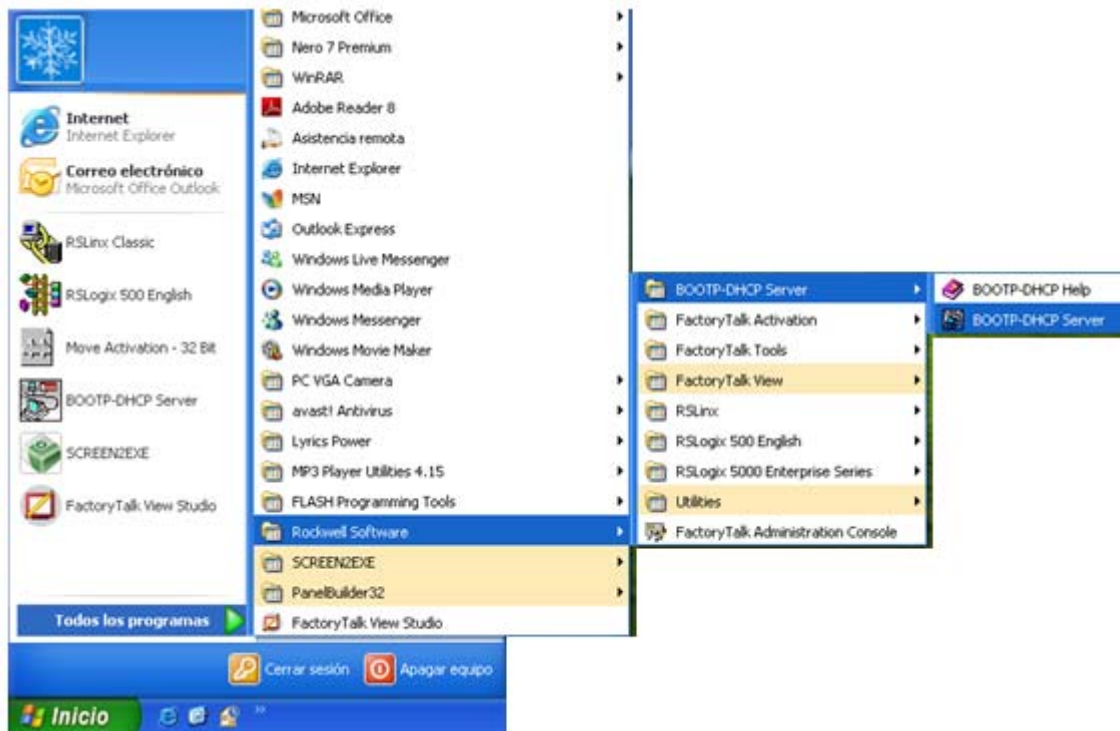 Internet
Internet Explorer
Correo electrónico
Microsoft Office Outlook
RSLinx Classic
RSLogix 500 English
Move Activation - 32 Bit
BOOTP-DHCP Server
SCREEN2EXE
FactoryTalk View Studio
Todos los programas
Microsoft Office
Nero 7 Premium
WinRAR
Adobe Reader 8
Asistencia remota
Internet Explorer
MSN
Outlook Express
Windows Live Messenger
Windows Media Player
Windows Messenger
Windows Movie Maker
PC VGA Camera
avast! Antivirus
Lyrics Power
MP3 Player Utilities 4.15
FLASH Programming Tools
Rockwell Software
SCREEN2EXE
PanelBuilder32
FactoryTalk View Studio
BOOTP-DHCP Server
FactoryTalk Activation
FactoryTalk Tools
FactoryTalk View
RSLinx
RSLogix 500 English
RSLogix 5000 Enterprise Series
Utilities
FactoryTalk Administration Console
BOOTP-DHCP Help
BOOTP-DHCP Server
Cerrar sesión
Apagar equipo
Inicio